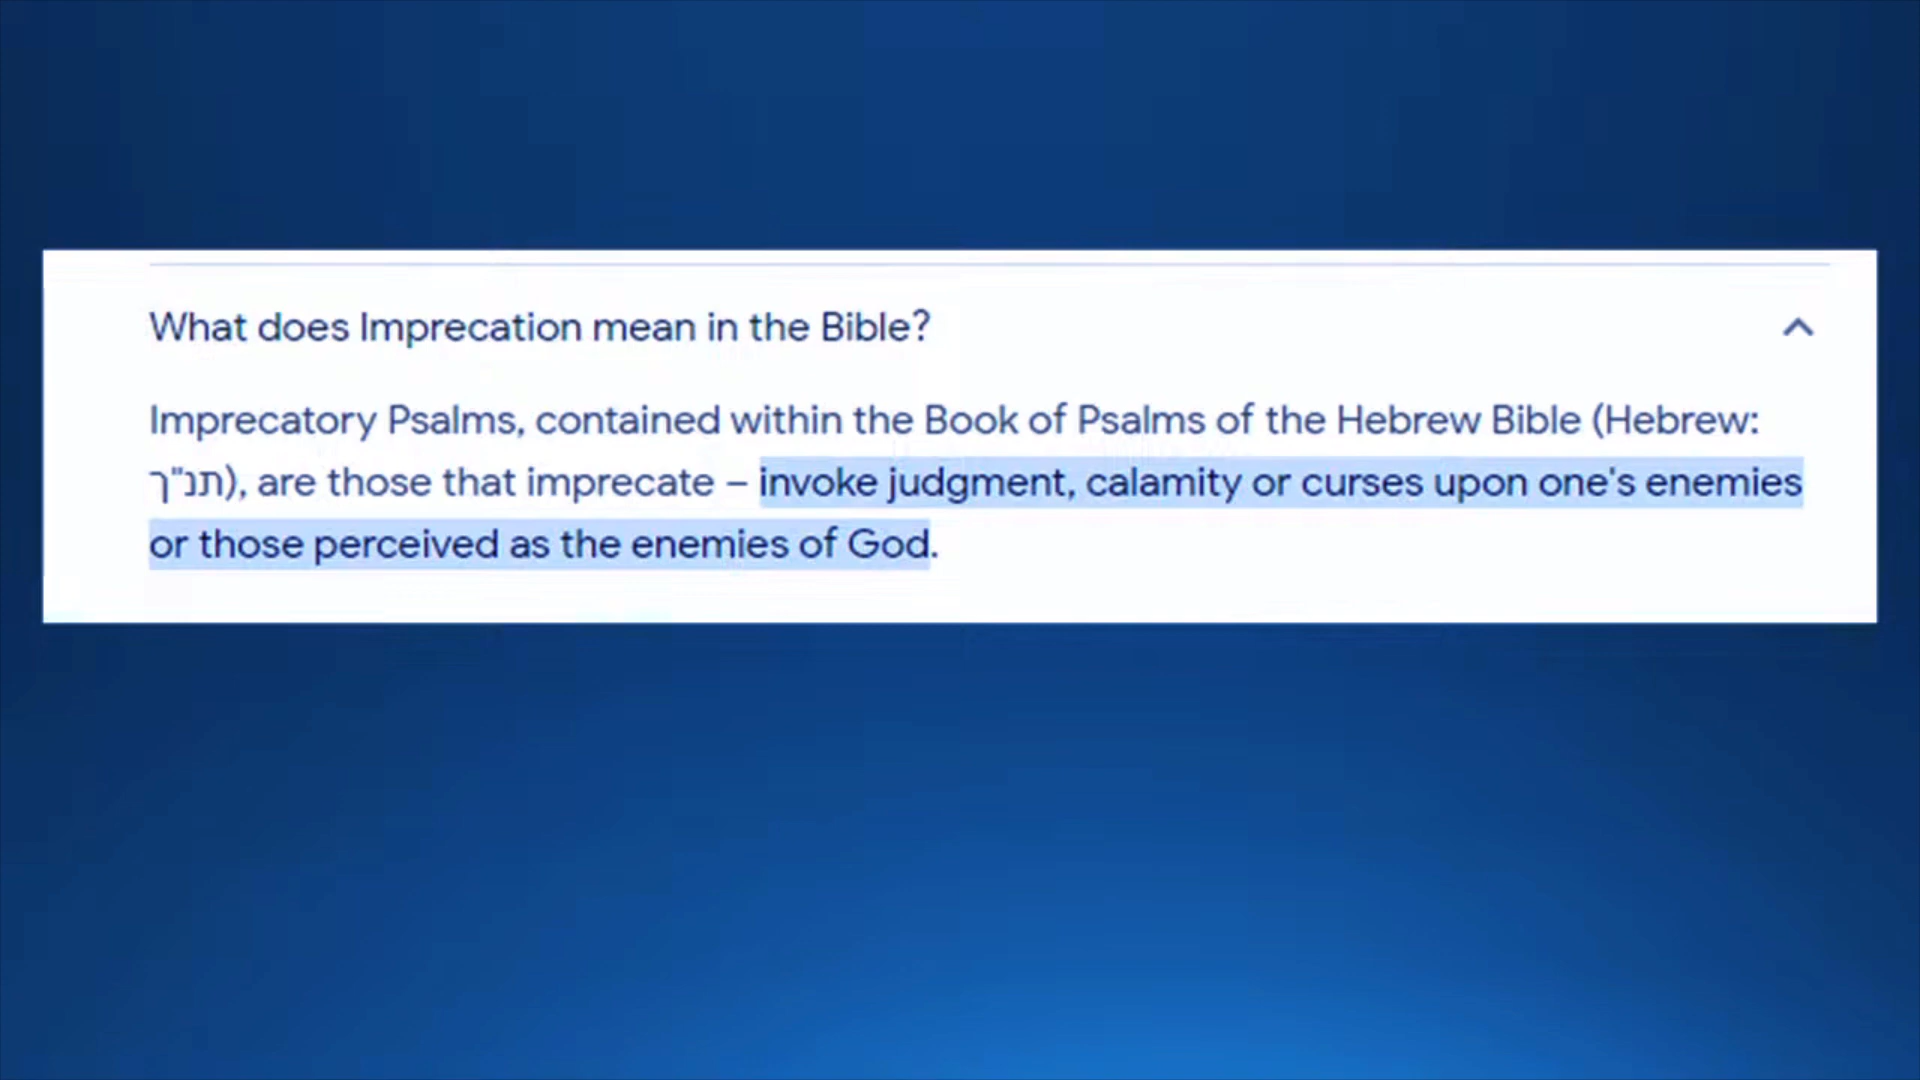 What does Imprecation mean in the Bible?
Imprecatory Psalms, contained within the Book of Psalms of the Hebrew Bible (Hebrew:
תנ"ך), are those that imprecate – invoke judgment, calamity or curses upon one's enemies
or those perceived as the enemies of God.